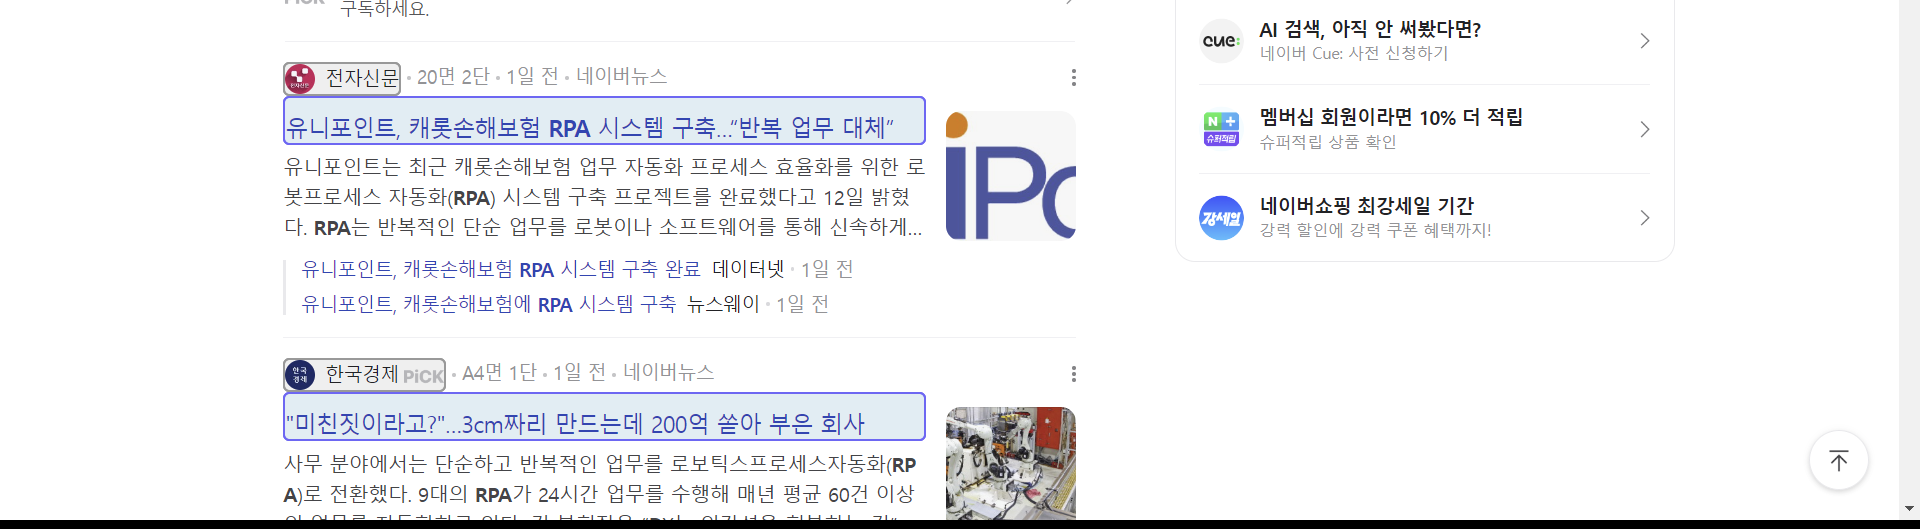 PiCK 구독하세요.
전자신문 · 20면 2단 · 1일 전 · 네이버뉴스
유니포인트, 캐롯손해보험 RPA 시스템 구축…“반복 업무 대체”
유니포인트는 최근 캐롯손해보험 업무 자동화 프로세스 효율화를 위한 로
봇프로세스 자동화(RPA) 시스템 구축 프로젝트를 완료했다고 12일 밝혔
다. RPA는 반복적인 단순 업무를 로봇이나 소프트웨어를 통해 신속하게...
iPo
유니포인트, 캐롯손해보험 RPA 시스템 구축 완료 데이터넷 · 1일 전
유니포인트, 캐롯손해보험에 RPA 시스템 구축 뉴스웨이 · 1일 전
한국
경제
한국경제 PiCK · A4면 1단 · 1일 전 · 네이버뉴스
"미친짓이라고?"…3cm짜리 만드는데 200억 쏟아 부은 회사
사무 분야에서는 단순하고 반복적인 업무를 로보틱스프로세스자동화(RP
A)로 전환했다. 9대의 RPA가 24시간 업무를 수행해 매년 평균 60건 이상
cue:
AI 검색, 아직 안 써봤다면?
네이버 Cue: 사전 신청하기
N +
슈퍼적립
멤버십 회원이라면 10% 더 적립
슈퍼적립 상품 확인
강세일
네이버쇼핑 최강세일 기간
강력 할인에 강력 쿠폰 혜택까지!